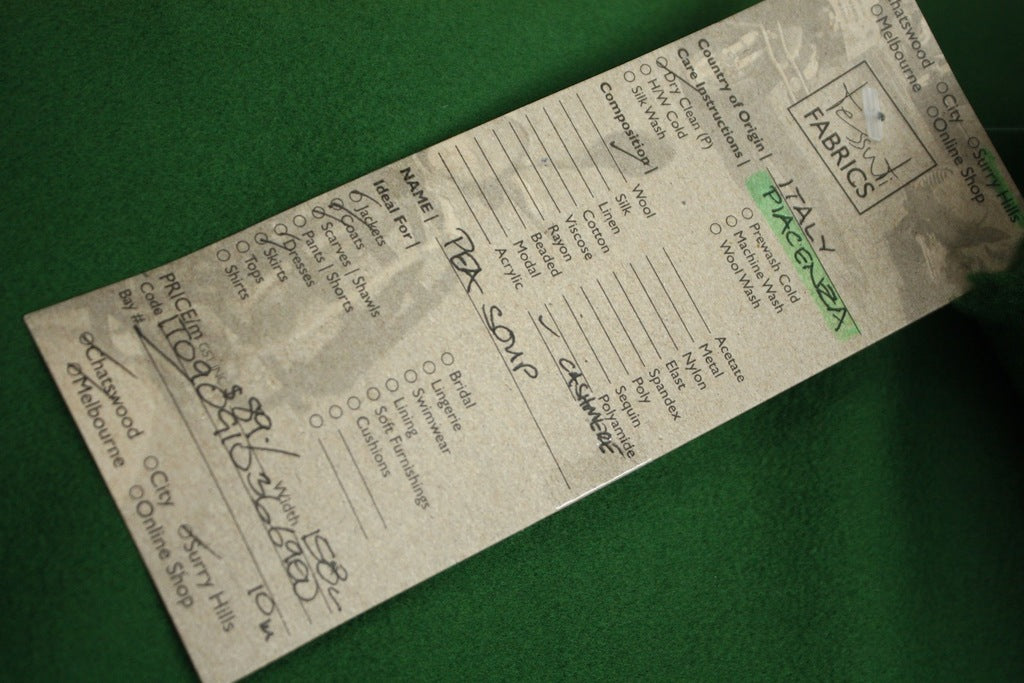 hatswood
City
Surry Hills
Melbourne
Online Shop
Tessuti
FABRICS
Country of Origin | ITALY
PIACENZA
Care Instructions |
Dry Clean (P)
Prewash Cold
H/W Cold
Machine Wash
Silk Wash
Wool Wash
Composition |
✓ Wool
Acetate
Silk
Metal
Linen
Nylon
Cotton
Elast
Viscose
Spandex
Rayon
Poly
Beaded
Sequin
Modal
Polyamide
Acrylic
✓ CASHMERE
NAME | PEA SOUP
Ideal For |
Jackets
Bridal
Coats
Lingerie
Scarves | Shawls
Swimwear
Pants | Shorts
Lining
Dresses
Soft Furnishings
Skirts
Cushions
Tops
Shirts
PRICE/m $89.
Width 158c
Code
Bay #
10m
Chatswood
City
Surry Hills
Melbourne
Online Shop